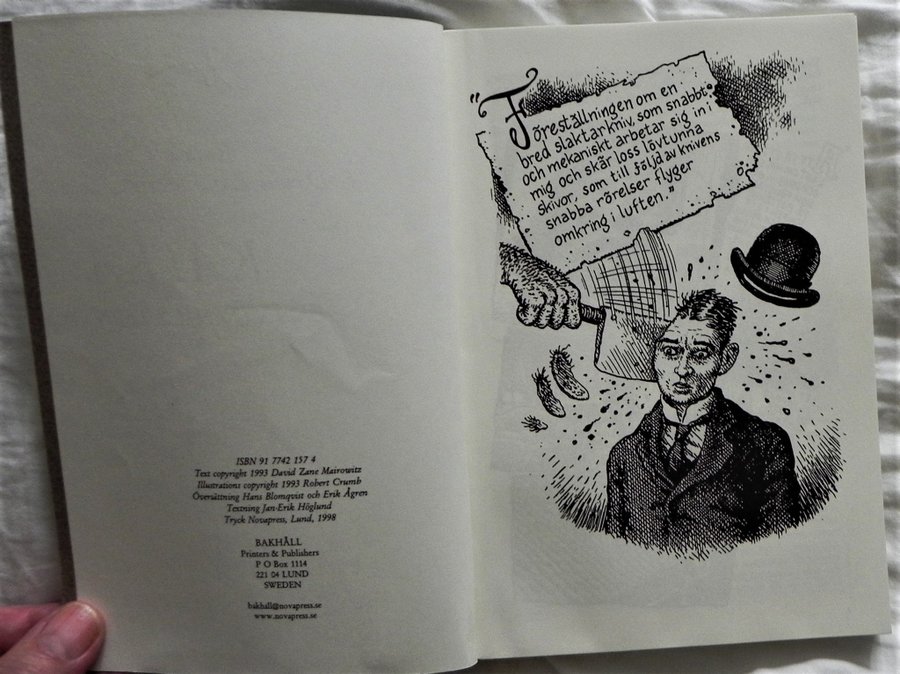 ISBN 91 7742 157 4
Text copyright 1993 David Zane Mairowitz
Illustrations copyright 1993 Robert Crumb
Översättning Hans Blomqvist och Erik Ågren
Textning Jan-Erik Höglund
Tryck Novapress, Lund, 1998
BAKHÅLL
Printers & Publishers
P O Box 1114
221 04 LUND
SWEDEN
bakhall@novapress.se
www.novapress.se
"Föreställningen om en
bred slaktarkniv, som snabbt
och mekaniskt arbetar sig in i
mig och skär loss lövtunna
skivor, som till följd av knivens
snabba rörelser flyger
omkring i luften."